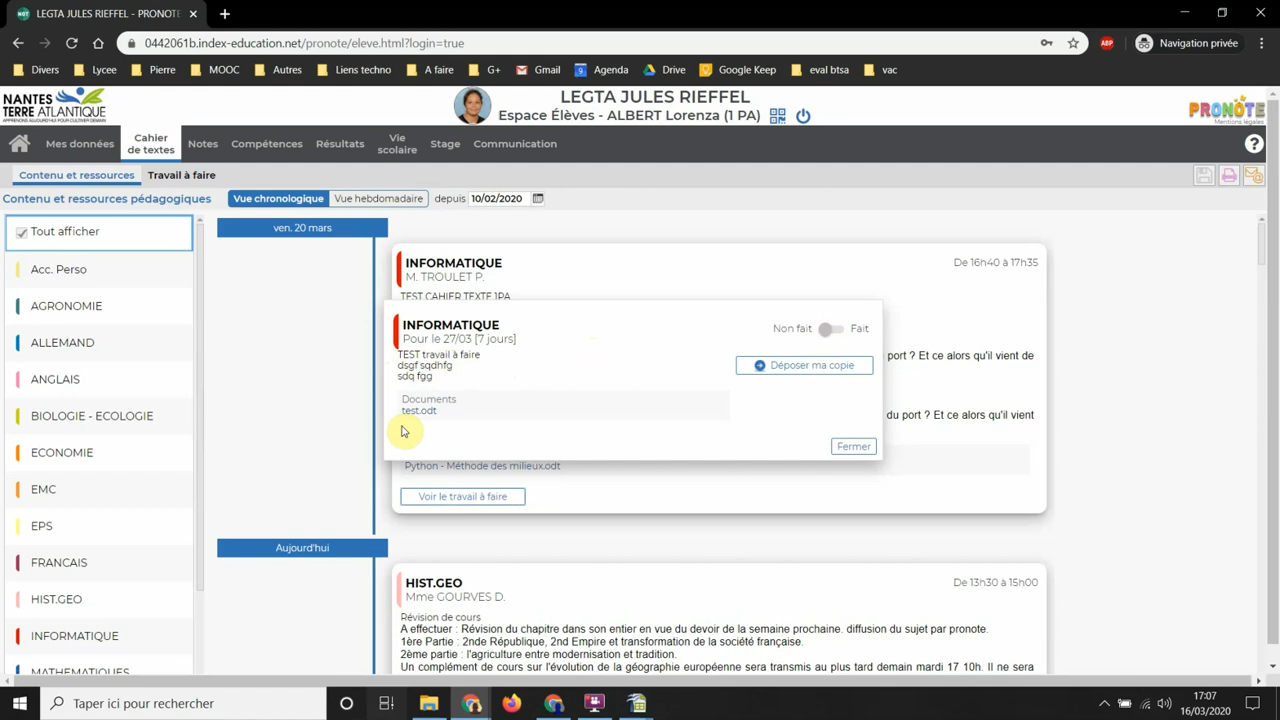 LEGTA JULES RIEFFEL - PRONOTE
0442061b.index-education.net/pronote/eleve.html?login=true
ABP
Navigation privée
Divers
Lycee
Pierre
MOOC
Autres
Liens techno
A faire
G+
Gmail
Agenda
Drive
Google Keep
eval btsa
vac
NANTES
TERRE ATLANTIQUE
LEGTA JULES RIEFFEL
Espace Élèves - ALBERT Lorenza (1 PA)
PRONOTE
Mentions légales
Mes données
Cahier de textes
Notes
Compétences
Résultats
Vie scolaire
Stage
Communication
?
Contenu et ressources
Travail à faire
Contenu et ressources pédagogiques
Vue chronologique
Vue hebdomadaire
depuis
10/02/2020
Tout afficher
Acc. Perso
AGRONOMIE
ALLEMAND
ANGLAIS
BIOLOGIE - ECOLOGIE
ECONOMIE
EMC
EPS
FRANCAIS
HIST.GEO
INFORMATIQUE
MATHEMATIQUES
ven. 20 mars
INFORMATIQUE
De 16h40 à 17h35
M. TROULET P.
TEST CAHIER TEXTE 1PA
INFORMATIQUE
Pour le 27/03 [7 jours]
Non fait
Fait
TEST travail à faire
dsgf sqdhfg
sdq fgg
Déposer ma copie
Documents
test.odt
Fermer
port ? Et ce alors qu'il vient de
du port ? Et ce alors qu'il vient
Python - Méthode des milieux.odt
Voir le travail à faire
Aujourd'hui
HIST.GEO
De 13h30 à 15h00
Mme GOURVES D.
Révision de cours
A effectuer : Révision du chapitre dans son entier en vue du devoir de la semaine prochaine. diffusion du sujet par pronote.
1ère Partie : 2nde République, 2nd Empire et transformation de la société française.
2ème partie : l'agriculture entre modernisation et tradition.
Un complément de cours sur l'évolution de la géographie européenne sera transmis au plus tard demain mardi 17 10h. Il ne sera
Taper ici pour rechercher
17:07
16/03/2020